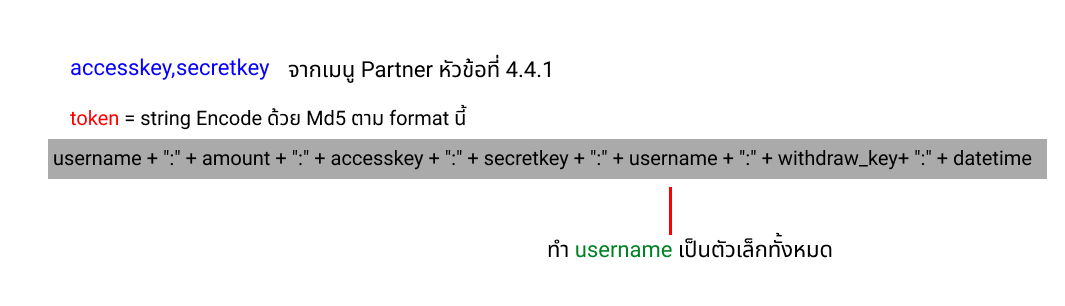 accesskey,secretkey จากเมนู Partner หัวข้อที่ 4.4.1
token = string Encode ด้วย Md5 ตาม format นี้
username + ":" + amount + ":" + accesskey + ":" + secretkey + ":" + username + ":" + withdraw_key+ ":" + datetime
ทำ username เป็นตัวเล็กทั้งหมด